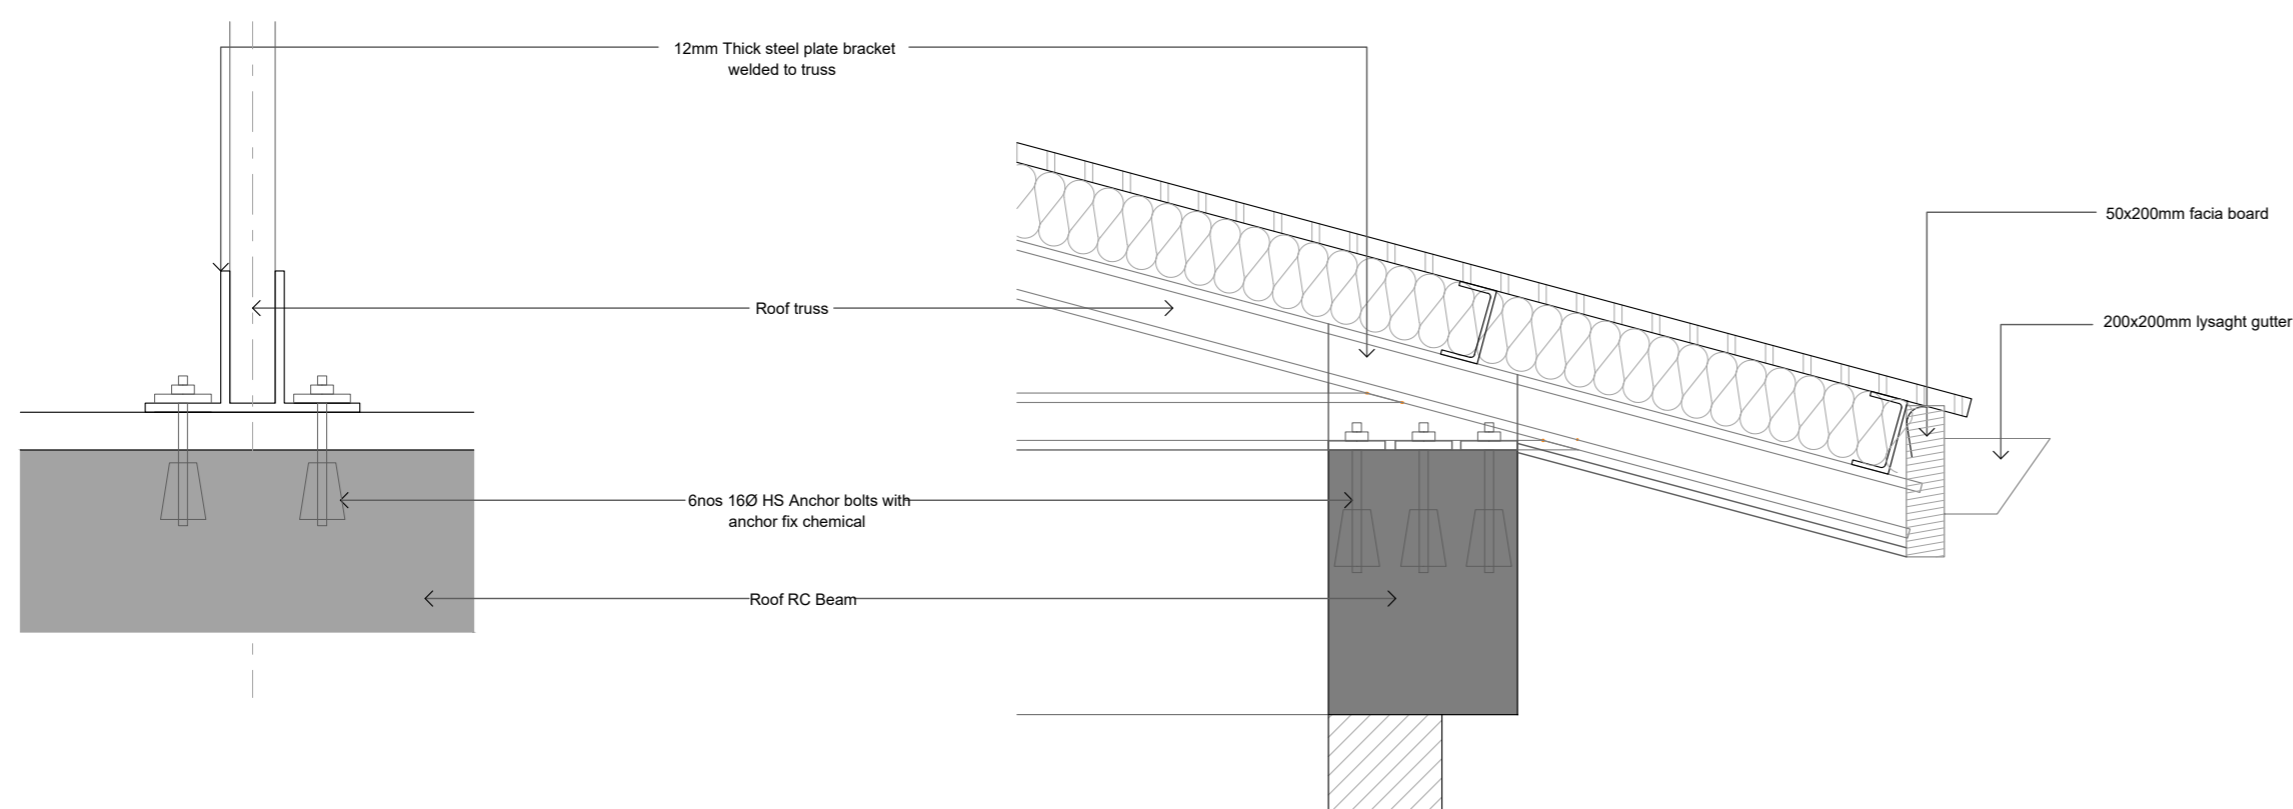 12mm Thick steel plate bracket
welded to truss
50x200mm facia board
Roof truss
200x200mm lysaght gutter
6nos 16Ø HS Anchor bolts with
anchor fix chemical
Roof RC Beam